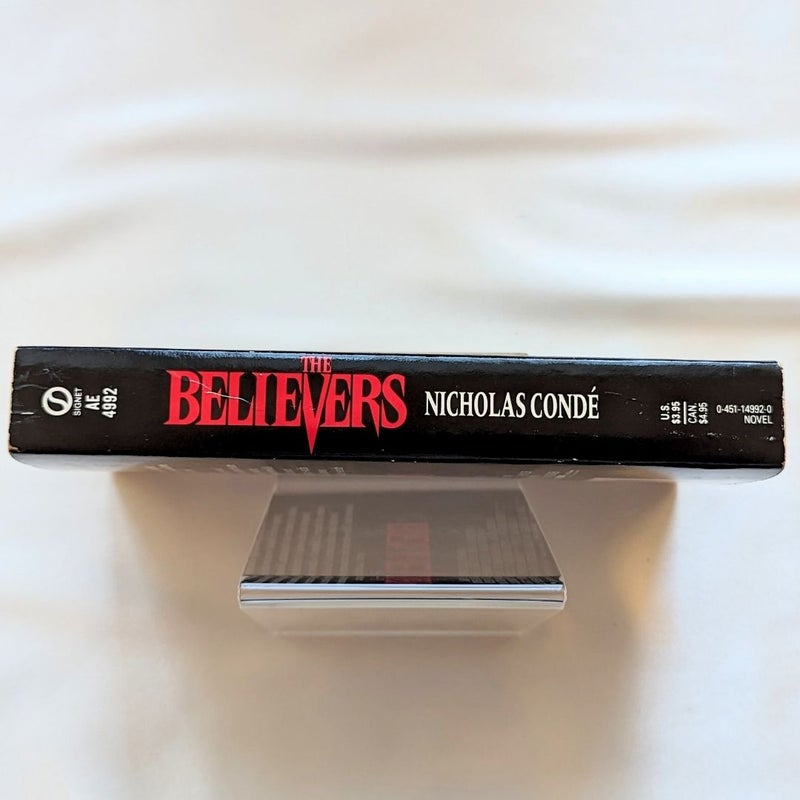 SIGNET
AE
4992
THE
BELIEVERS
NICHOLAS CONDÉ
U.S.
$3.95
CAN.
$4.95
0-451-14992-0
NOVEL